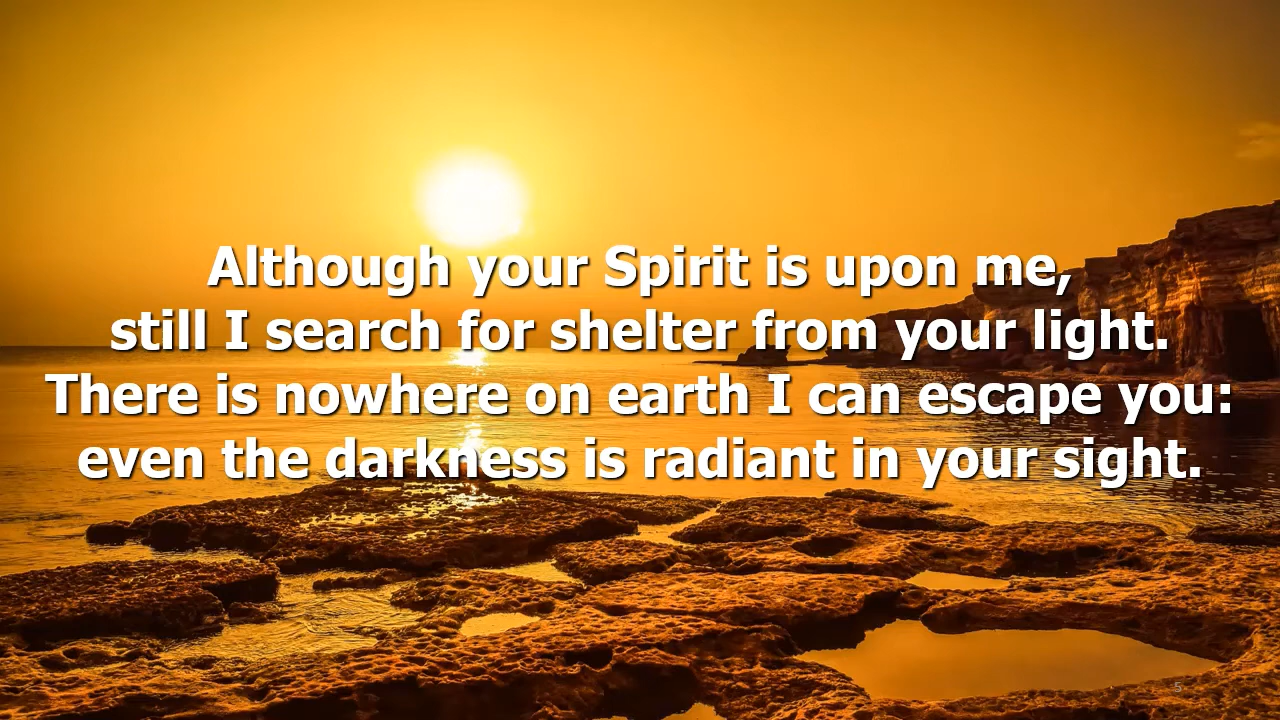 Although your Spirit is upon me,
still I search for shelter from your light.
There is nowhere on earth I can escape you:
even the darkness is radiant in your sight.
5